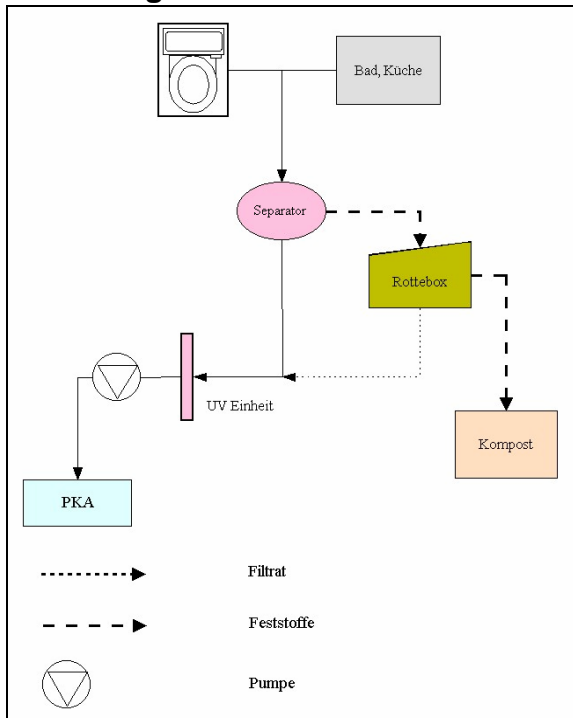 Bad, Küche
Separator
Rottebox
UV Einheit
Kompost
PKA
Filtrat
Feststoffe
Pumpe